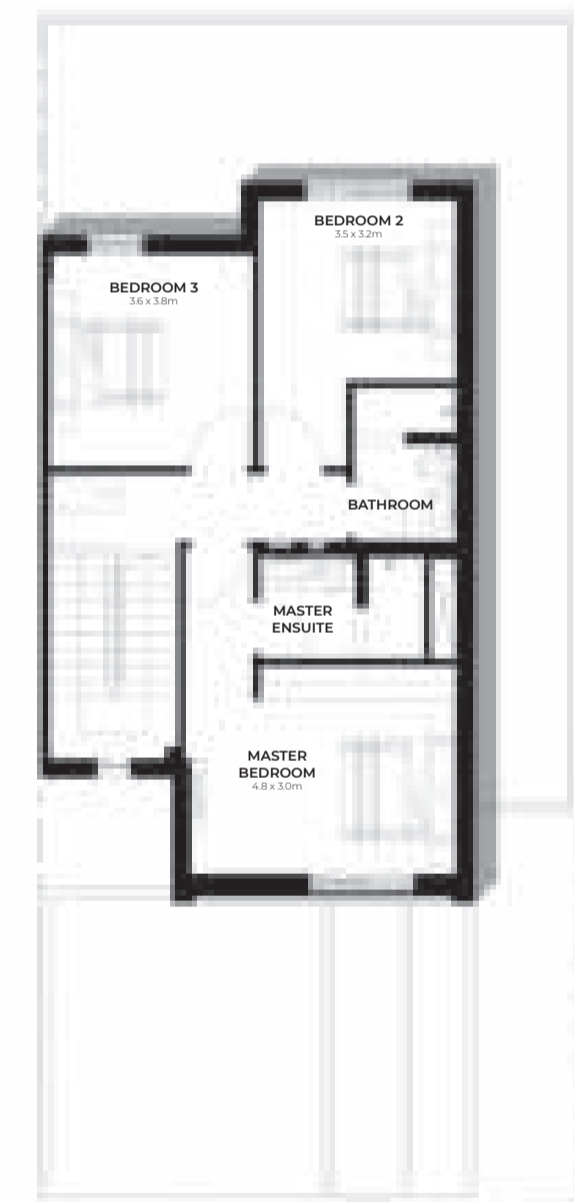 BEDROOM 2
3.5 x 3.2m
BEDROOM 3
3.6 x 3.8m
BATHROOM
MASTER
ENSUITE
MASTER
BEDROOM
4.8 x 3.0m